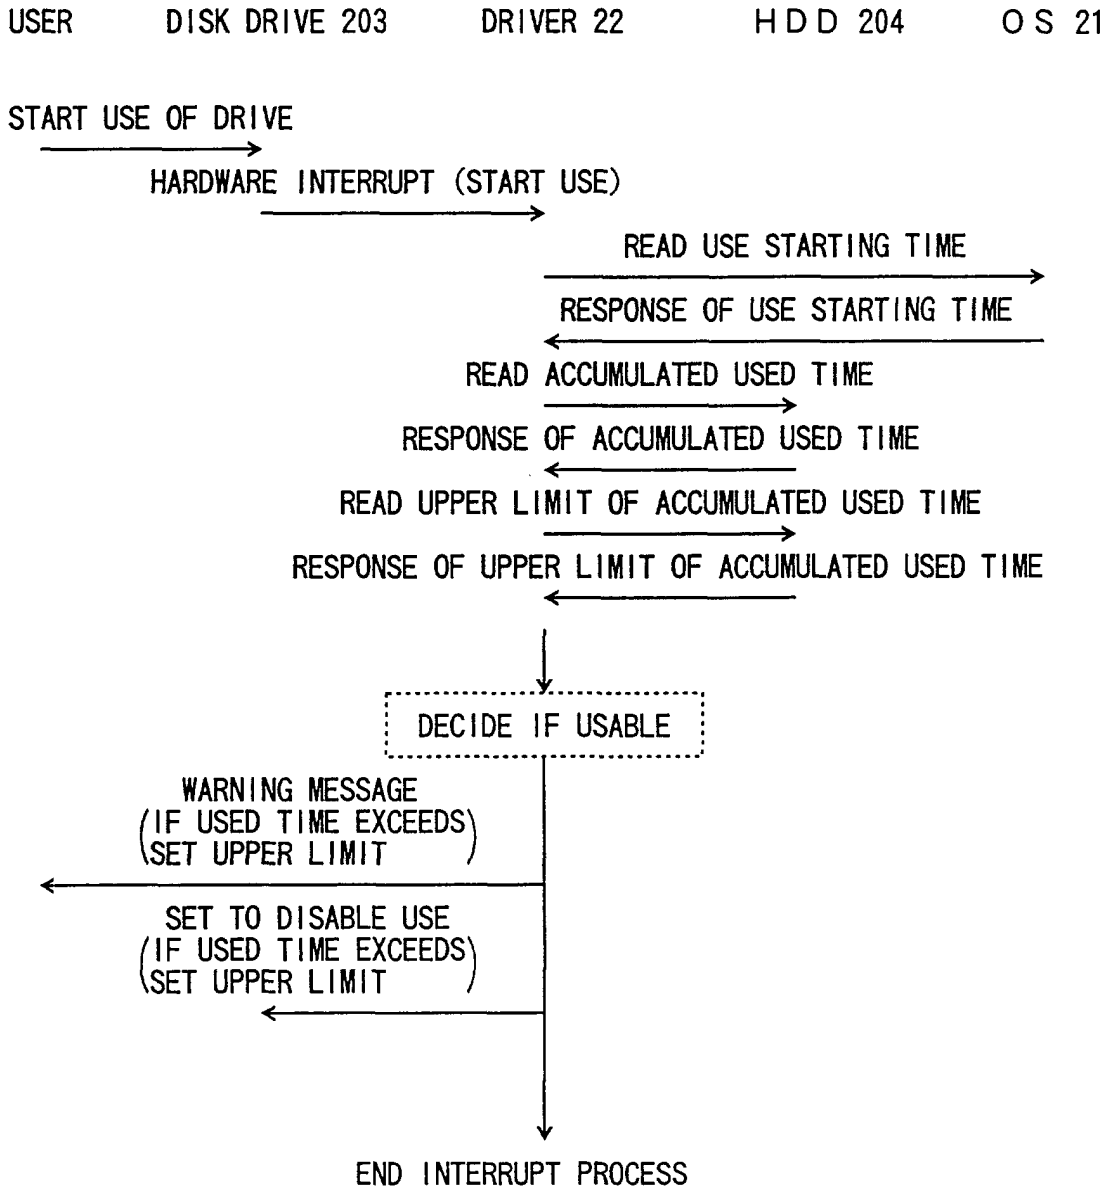 USER DISK DRIVE 203 DRIVER 22 HDD 204 OS 21
START USE OF DRIVE
HARDWARE INTERRUPT (START USE)
READ USE STARTING TIME
RESPONSE OF USE STARTING TIME
READ ACCUMULATED USED TIME
RESPONSE OF ACCUMULATED USED TIME
READ UPPER LIMIT OF ACCUMULATED USED TIME
RESPONSE OF UPPER LIMIT OF ACCUMULATED USED TIME
DECIDE IF USABLE
WARNING MESSAGE
(IF USED TIME EXCEEDS
SET UPPER LIMIT)
SET TO DISABLE USE
(IF USED TIME EXCEEDS
SET UPPER LIMIT)
END INTERRUPT PROCESS